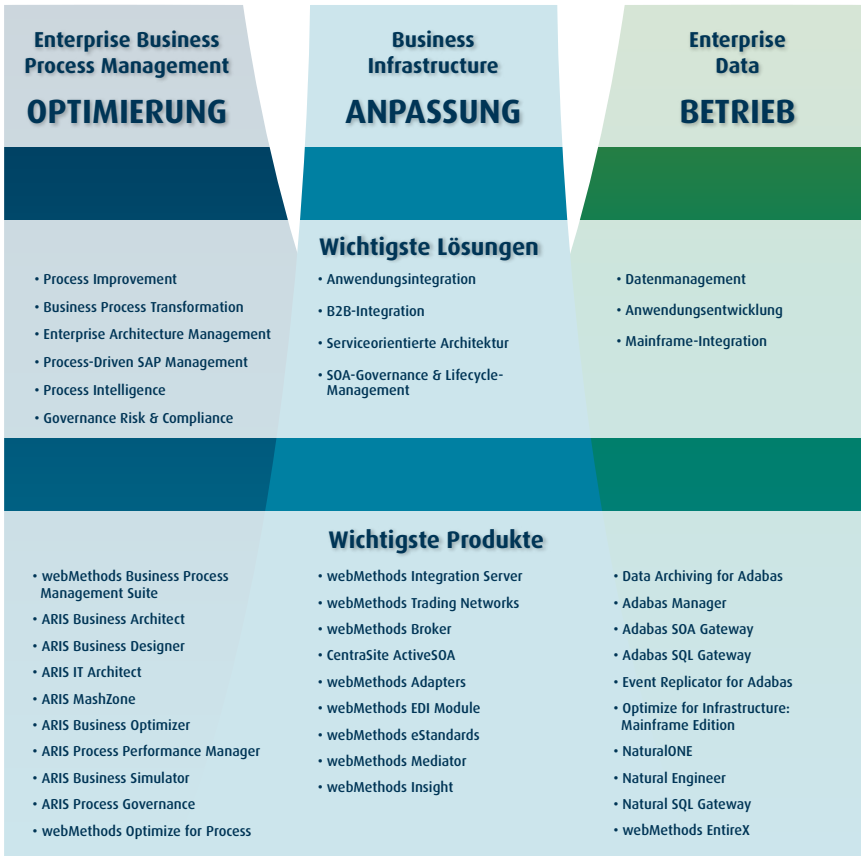 Enterprise Business
Process Management
OPTIMIERUNG
Business
Infrastructure
ANPASSUNG
Enterprise
Data
BETRIEB
Wichtigste Lösungen
• Process Improvement
• Business Process Transformation
• Enterprise Architecture Management
• Process-Driven SAP Management
• Process Intelligence
• Governance Risk & Compliance
• Anwendungsintegration
• B2B-Integration
• Serviceorientierte Architektur
• SOA-Governance & Lifecycle-
Management
• Datenmanagement
• Anwendungsentwicklung
• Mainframe-Integration
Wichtigste Produkte
• webMethods Business Process
Management Suite
• ARIS Business Architect
• ARIS Business Designer
• ARIS IT Architect
• ARIS MashZone
• ARIS Business Optimizer
• ARIS Process Performance Manager
• ARIS Business Simulator
• ARIS Process Governance
• webMethods Optimize for Process
• webMethods Integration Server
• webMethods Trading Networks
• webMethods Broker
• CentraSite ActiveSOA
• webMethods Adapters
• webMethods EDI Module
• webMethods eStandards
• webMethods Mediator
• webMethods Insight
• Data Archiving for Adabas
• Adabas Manager
• Adabas SOA Gateway
• Adabas SQL Gateway
• Event Replicator for Adabas
• Optimize for Infrastructure:
Mainframe Edition
• NaturalONE
• Natural Engineer
• Natural SQL Gateway
• webMethods EntireX